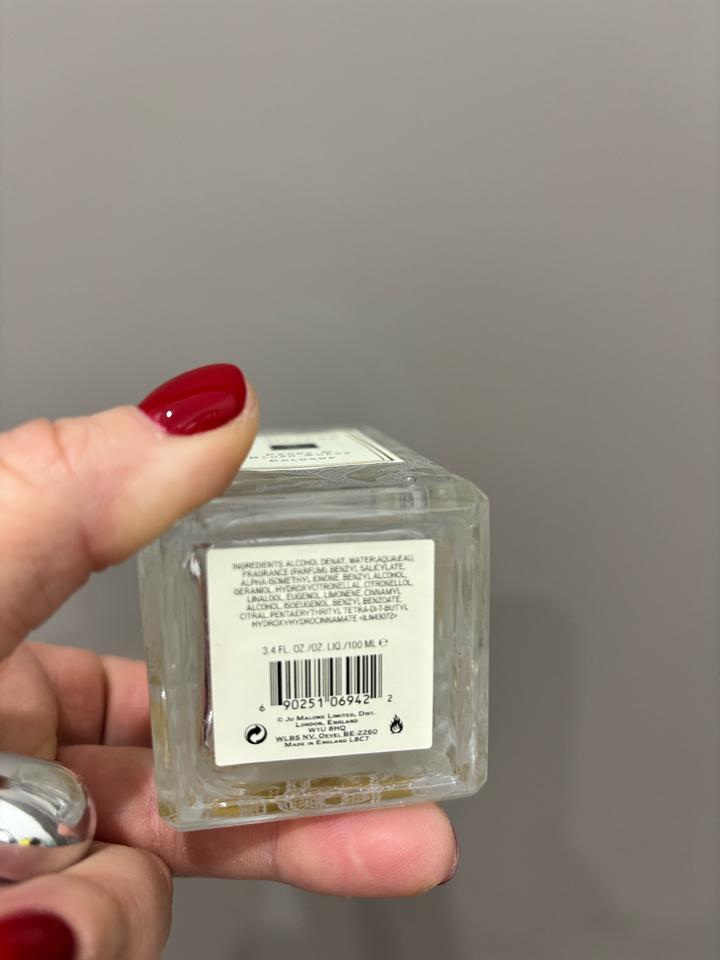 COLOGNE
INGREDIENTS: ALCOHOL DENAT, WATER\AQUA\EAU,
FRAGRANCE (PARFUM), BENZYL SALICYLATE,
ALPHA-ISOMETHYL IONONE, BENZYL ALCOHOL,
GERANIOL, HYDROXYCITRONELLAL, CITRONELLOL,
LINALOOL, EUGENOL, LIMONENE, CINNAMYL
ALCOHOL, ISOEUGENOL, BENZYL BENZOATE,
CITRAL, PENTAERYTHRITYL TETRA-DI-T-BUTYL
HYDROXYHYDROCINNAMATE <ILN43072>
3.4 FL. OZ./OZ. LIQ./100 ML ℮
6 90251 06942 2
© JO MALONE LIMITED, DIST.
LONDON, ENGLAND
W1U 8HQ
WLBS NV, OEVEL BE-2260
MADE IN ENGLAND L8C7